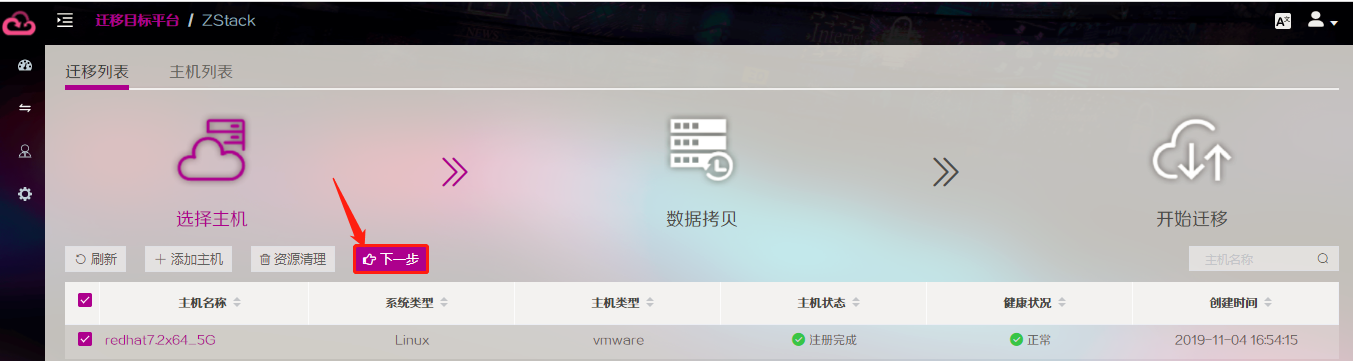 迁移目标平台 / ZStack
迁移列表 主机列表
选择主机 数据拷贝 开始迁移
刷新 添加主机 资源清理 下一步 主机名称
主机名称 系统类型 主机类型 主机状态 健康状况 创建时间
redhat7.2x64_5G Linux vmware 注册完成 正常 2019-11-04 16:54:15